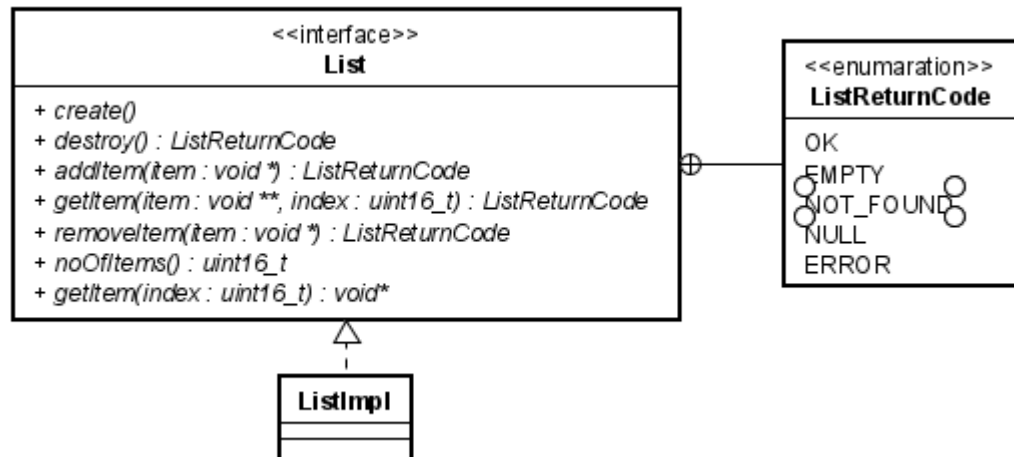 <<interface>>
List
+ create()
+ destroy() : ListReturnCode
+ addItem(item : void *) : ListReturnCode
+ getItem(item : void **, index : uint16_t) : ListReturnCode
+ removeItem(item : void *) : ListReturnCode
+ noOfItems() : uint16_t
+ getItem(index : uint16_t) : void*
<<enumaration>>
ListReturnCode
OK
EMPTY
NOT_FOUND
NULL
ERROR
ListImpl